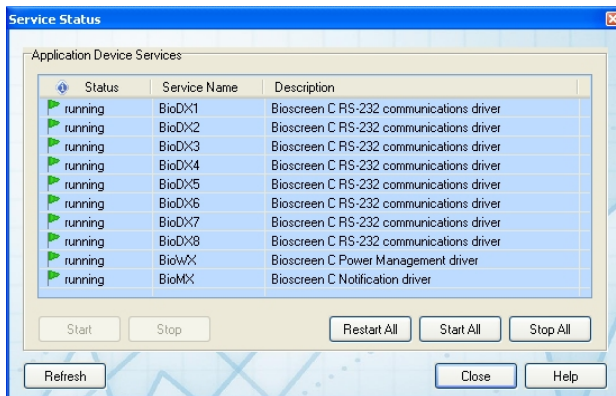 Service Status
Application Device Services
Status Service Name Description
running BioDX1 Bioscreen C RS-232 communications driver
running BioDX2 Bioscreen C RS-232 communications driver
running BioDX3 Bioscreen C RS-232 communications driver
running BioDX4 Bioscreen C RS-232 communications driver
running BioDX5 Bioscreen C RS-232 communications driver
running BioDX6 Bioscreen C RS-232 communications driver
running BioDX7 Bioscreen C RS-232 communications driver
running BioDX8 Bioscreen C RS-232 communications driver
running BioWX Bioscreen C Power Management driver
running BioMX Bioscreen C Notification driver
Start Stop Restart All Start All Stop All
Refresh Close Help